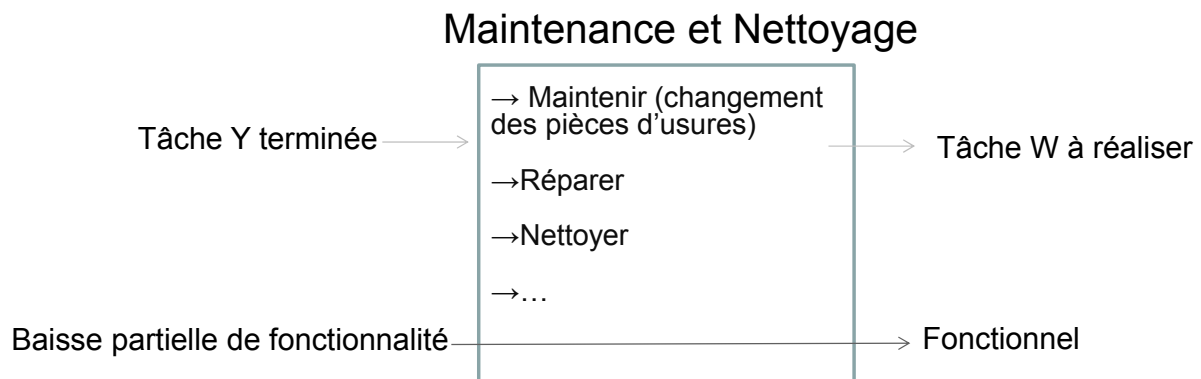 Maintenance et Nettoyage
→ Maintenir (changement
des pièces d’usures)
Tâche Y terminée
Tâche W à réaliser
→Réparer
→Nettoyer
→…
Baisse partielle de fonctionnalité
Fonctionnel